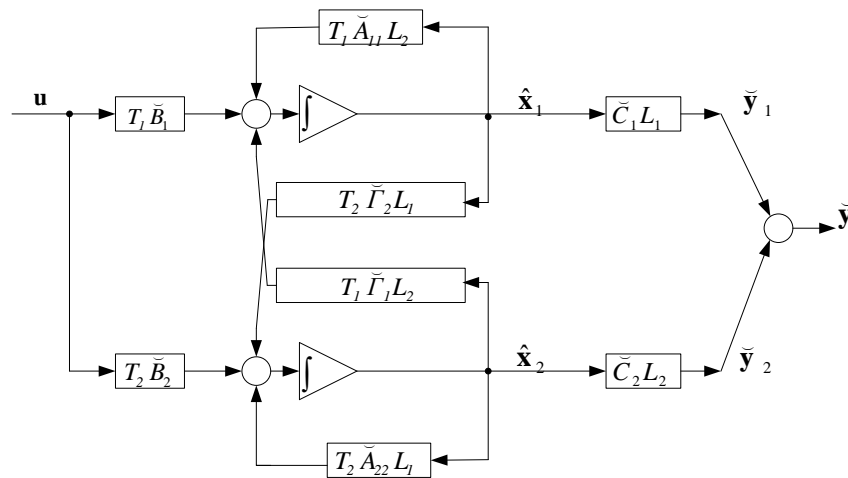 T₁ Ă₁₁ L₂
u
T₁ B̆₁
∫
x̂₁
C̆₁ L₁
y̆₁
T₂ Γ̆₂ L₁
y̆
T₁ Γ̆₁ L₂
T₂ B̆₂
∫
x̂₂
C̆₂ L₂
y̆₂
T₂ Ă₂₂ L₁